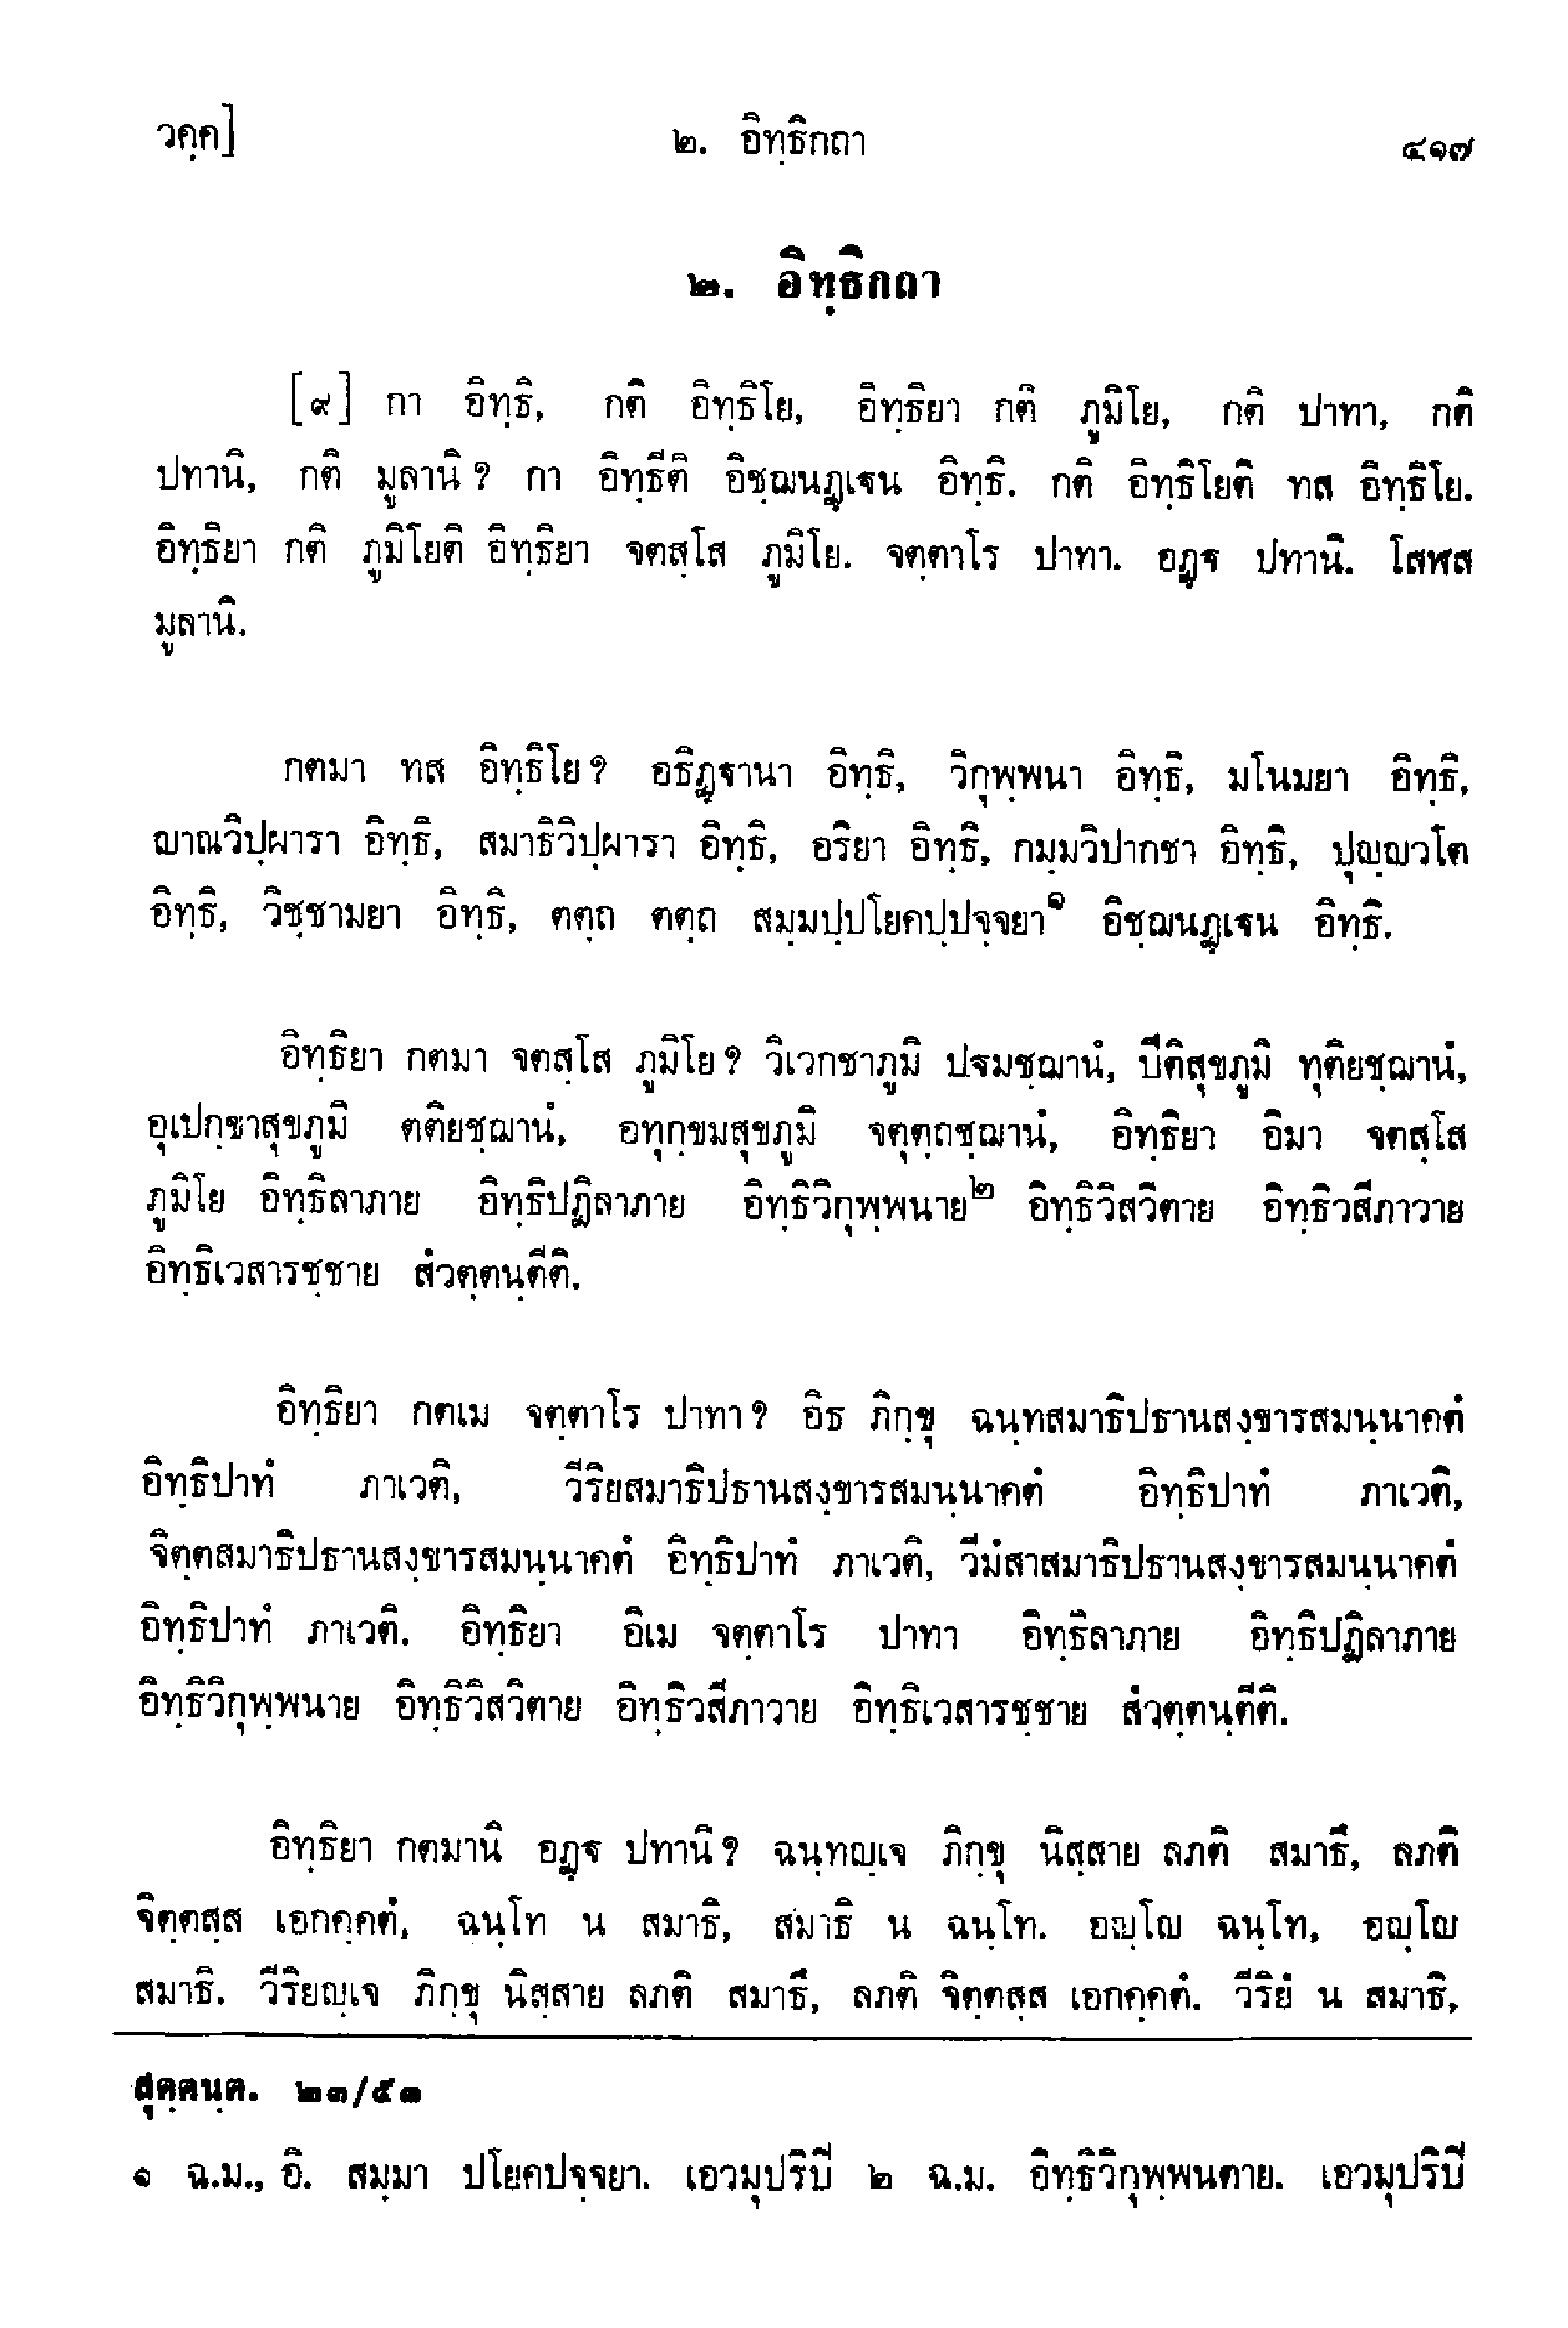 วคฺค]
๒. อิทฺธิกถา
๕๑๗
๒. อิทฺธิกถา
[๙] กา อิทฺธิ, กติ อิทฺธิโย, อิทฺธิยา กติ ภูมิโย, กติ ปาทา, กติ
ปทานิ, กติ มูลานิ ? กา อิทฺธีติ อิชฺฌนฏฺเฐน อิทฺธิ. กติ อิทฺธิโยติ ทส อิทฺธิโย.
อิทฺธิยา กติ ภูมิโยติ อิทฺธิยา จตสฺโส ภูมิโย. จตฺตาโร ปาทา. อฏฺฐ ปทานิ. โสฬส
มูลานิ.
กตมา ทส อิทฺธิโย ? อธิฏฺฐานา อิทฺธิ, วิกุพฺพนา อิทฺธิ, มโนมยา อิทฺธิ,
ญาณวิปฺผารา อิทฺธิ, สมาธิวิปฺผารา อิทฺธิ, อริยา อิทฺธิ, กมฺมวิปากชา อิทฺธิ, ปุญฺญวโต
อิทฺธิ, วิชฺชามยา อิทฺธิ, ตตฺถ ตตฺถ สมฺมปฺปโยคปฺปจฺจยา๑ อิชฺฌนฏฺเฐน อิทฺธิ.
อิทฺธิยา กตมา จตสฺโส ภูมิโย ? วิเวกชาภูมิ ปฐมชฺฌานํ, ปีติสุขภูมิ ทุติยชฺฌานํ,
อุเปกฺขาสุขภูมิ ตติยชฺฌานํ, อทุกฺขมสุขภูมิ จตุตฺถชฺฌานํ, อิทฺธิยา อิมา จตสฺโส
ภูมิโย อิทฺธิลาภาย อิทฺธิปฏิลาภาย อิทฺธิวิกุพฺพนาย๒ อิทฺธิวิสวิตาย อิทฺธิวสีภาวาย
อิทฺธิเวสารชฺชาย สํวตฺตนฺตีติ.
อิทฺธิยา กตเม จตฺตาโร ปาทา ? อิธ ภิกฺขุ ฉนฺทสมาธิปธานสงฺขารสมนฺนาคตํ
อิทฺธิปาทํ ภาเวติ, วีริยสมาธิปธานสงฺขารสมนฺนาคตํ อิทฺธิปาทํ ภาเวติ,
จิตฺตสมาธิปธานสงฺขารสมนฺนาคตํ อิทฺธิปาทํ ภาเวติ, วีมํสาสมาธิปธานสงฺขารสมนฺนาคตํ
อิทฺธิปาทํ ภาเวติ. อิทฺธิยา อิเม จตฺตาโร ปาทา อิทฺธิลาภาย อิทฺธิปฏิลาภาย
อิทฺธิวิกุพฺพนาย อิทฺธิวิสวิตาย อิทฺธิวสีภาวาย อิทฺธิเวสารชฺชาย สํวตฺตนฺตีติ.
อิทฺธิยา กตมานิ อฏฺฐ ปทานิ ? ฉนฺทญฺเจ ภิกฺขุ นิสฺสาย ลภติ สมาธึ, ลภติ
จิตฺตสฺส เอกคฺคตํ, ฉนฺโท น สมาธิ, สมาธิ น ฉนฺโท. อญฺโญ ฉนฺโท, อญฺโญ
สมาธิ. วีริยญฺเจ ภิกฺขุ นิสฺสาย ลภติ สมาธึ, ลภติ จิตฺตสฺส เอกคฺคตํ. วีริยํ น สมาธิ,
สุตฺตนฺต. ๒๓/๕๓
๑ ฉ.ม., อิ. สมฺมา ปโยคปจฺจยา. เอวมุปริปี ๒ ฉ.ม. อิทฺธิวิกุพฺพนตาย. เอวมุปริปี